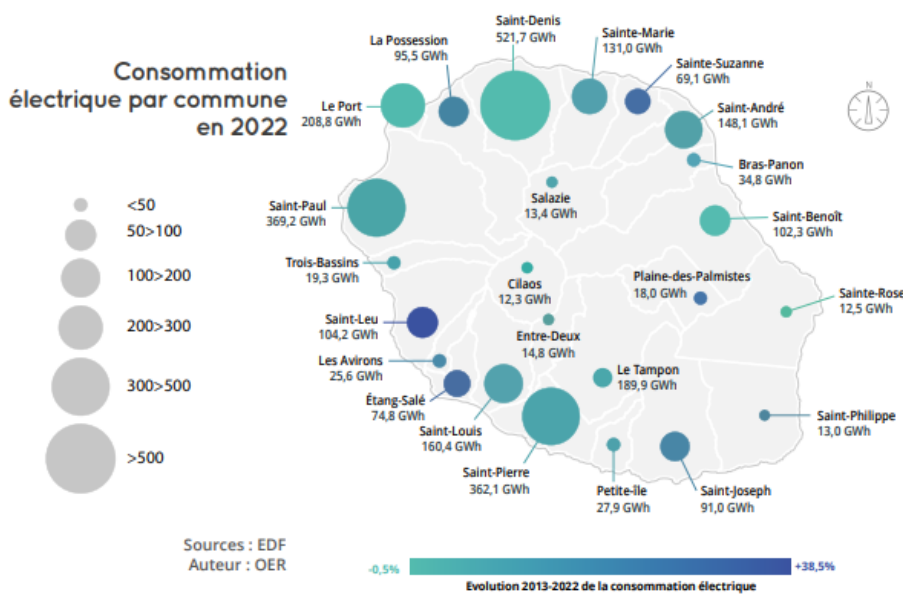 Consommation
électrique par commune
en 2022
<50
50>100
100>200
200>300
300>500
>500
Saint-Denis
521,7 GWh
La Possession
95,5 GWh
Sainte-Marie
131,0 GWh
Sainte-Suzanne
69,1 GWh
Le Port
208,8 GWh
Saint-André
148,1 GWh
N
Bras-Panon
34,8 GWh
Salazie
13,4 GWh
Saint-Paul
369,2 GWh
Saint-Benoît
102,3 GWh
Trois-Bassins
19,3 GWh
Cilaos
12,3 GWh
Plaine-des-Palmistes
18,0 GWh
Sainte-Rose
12,5 GWh
Saint-Leu
104,2 GWh
Entre-Deux
14,8 GWh
Les Avirons
25,6 GWh
Le Tampon
189,9 GWh
Étang-Salé
74,8 GWh
Saint-Louis
160,4 GWh
Saint-Philippe
13,0 GWh
Saint-Pierre
362,1 GWh
Petite-île
27,9 GWh
Saint-Joseph
91,0 GWh
Sources : EDF
Auteur : OER
-0,5%
+38,5%
Evolution 2013-2022 de la consommation électrique